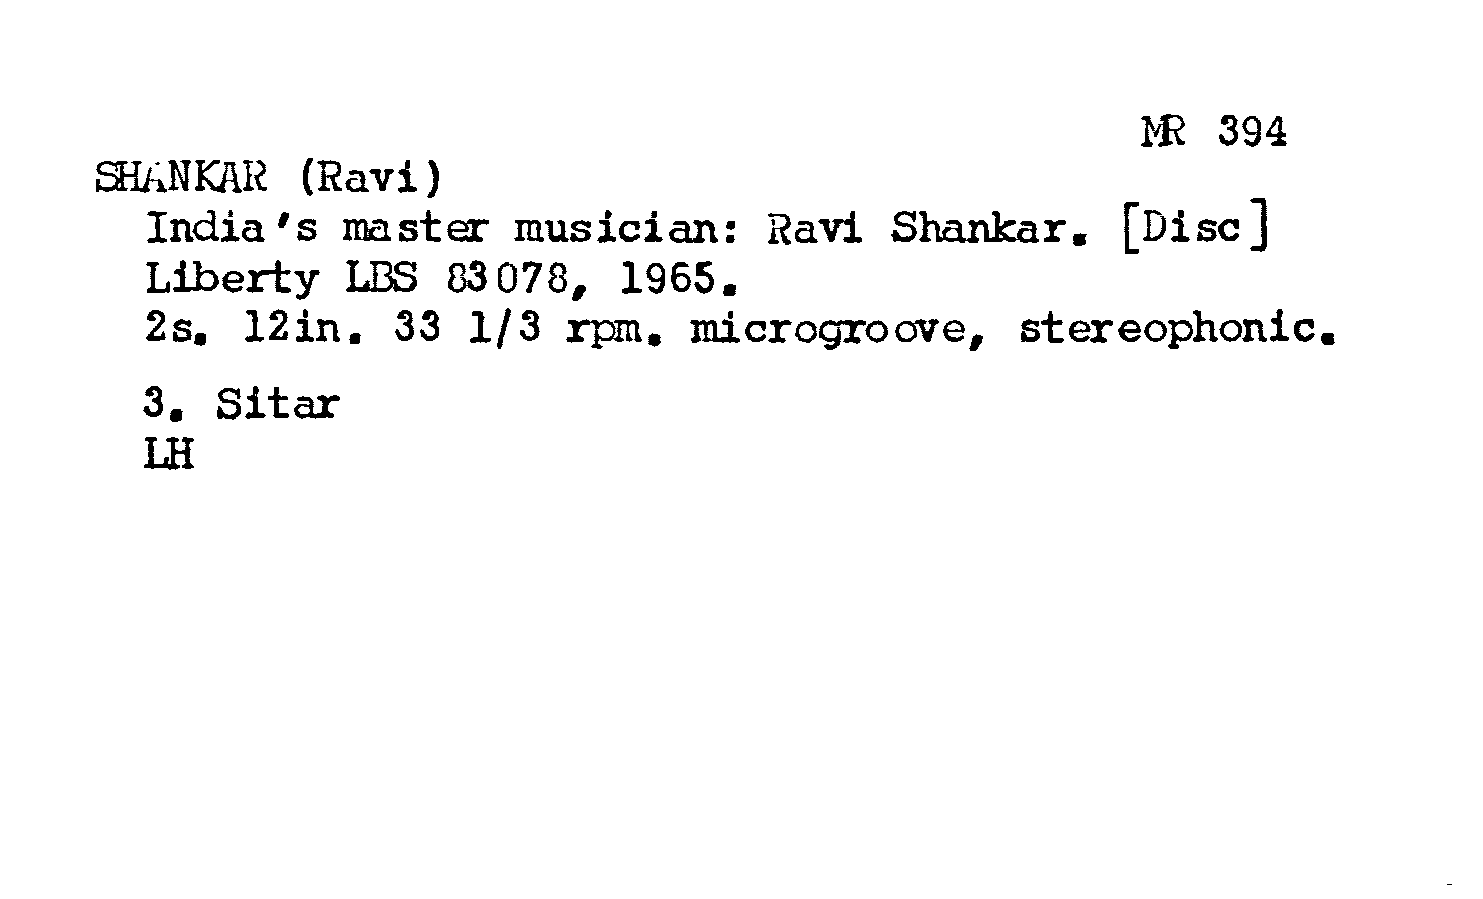 MR 394
SHANKAR (Ravi)
India's master musician: Ravi Shankar. [Disc]
Liberty LBS 83078, 1965.
2s. 12in. 33 1/3 rpm. microgroove, stereophonic.
3. Sitar
LH